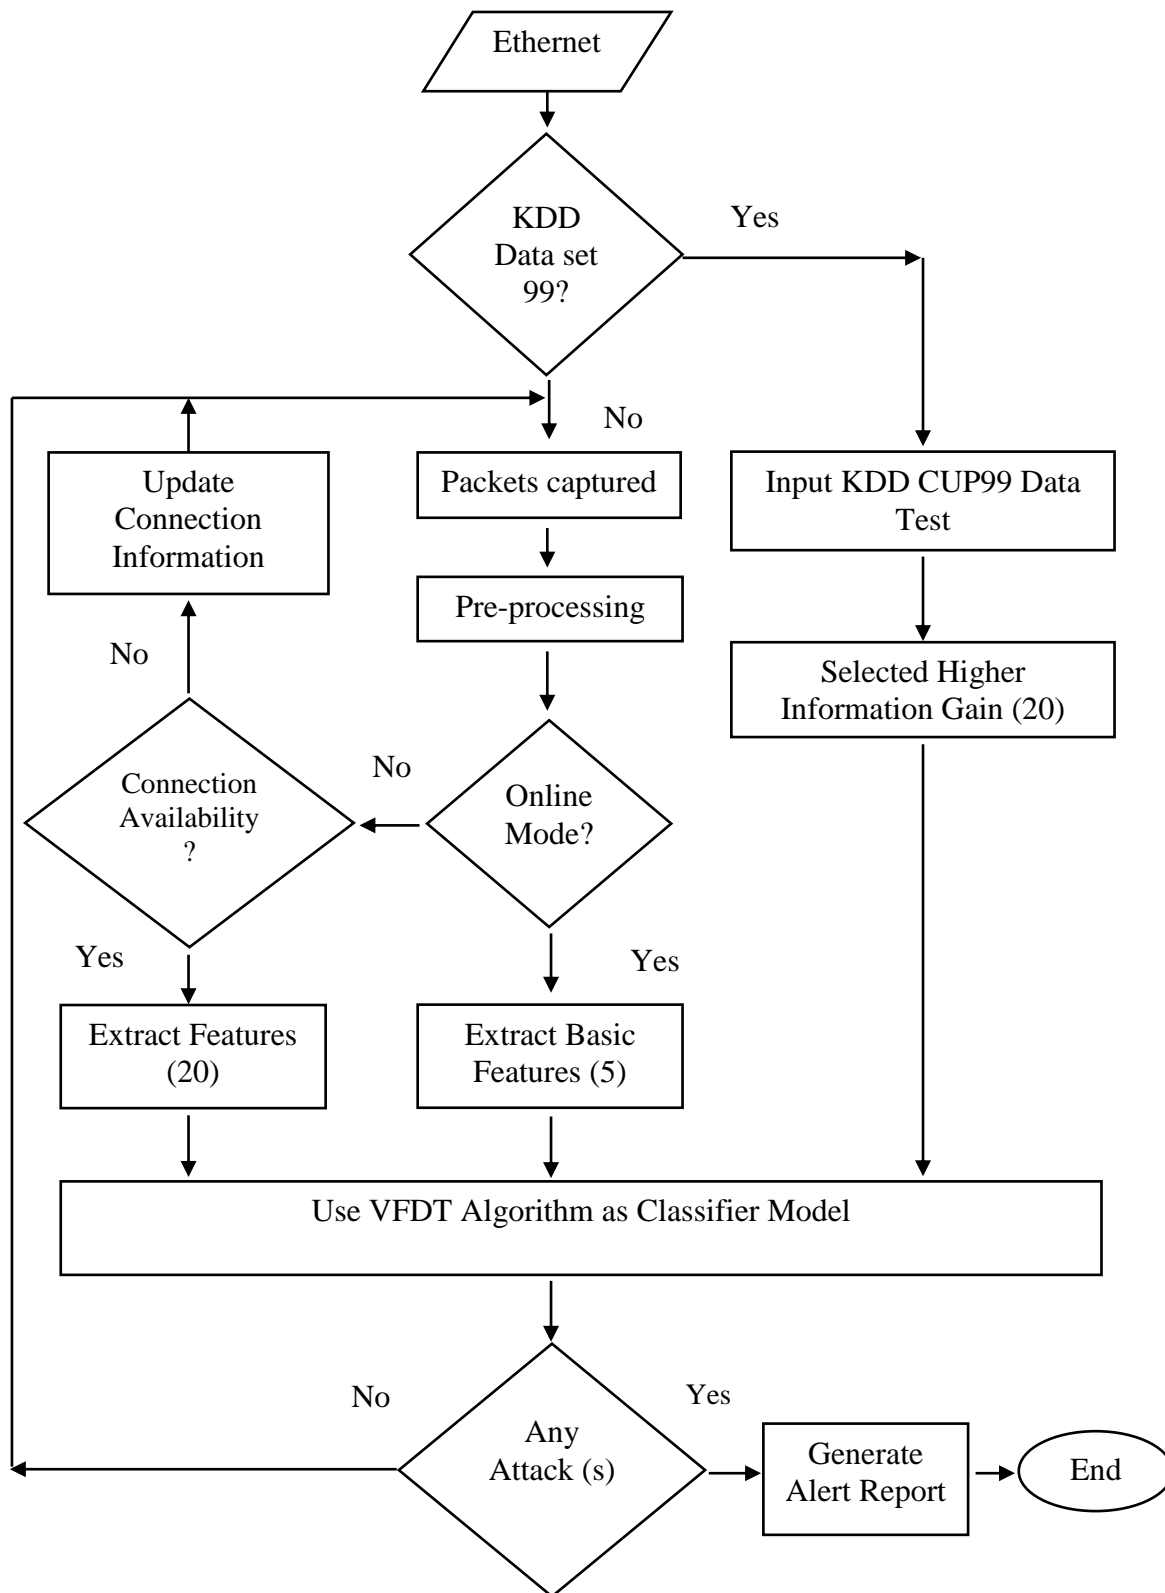 Ethernet
KDD
Data set
99?
Yes
No
Update
Connection
Information
Packets captured
Input KDD CUP99 Data
Test
Pre-processing
No
Selected Higher
Information Gain (20)
Connection
Availability
?
No
Online
Mode?
Yes
Yes
Extract Features
(20)
Extract Basic
Features (5)
Use VFDT Algorithm as Classifier Model
No
Yes
Any
Attack (s)
Generate
Alert Report
End